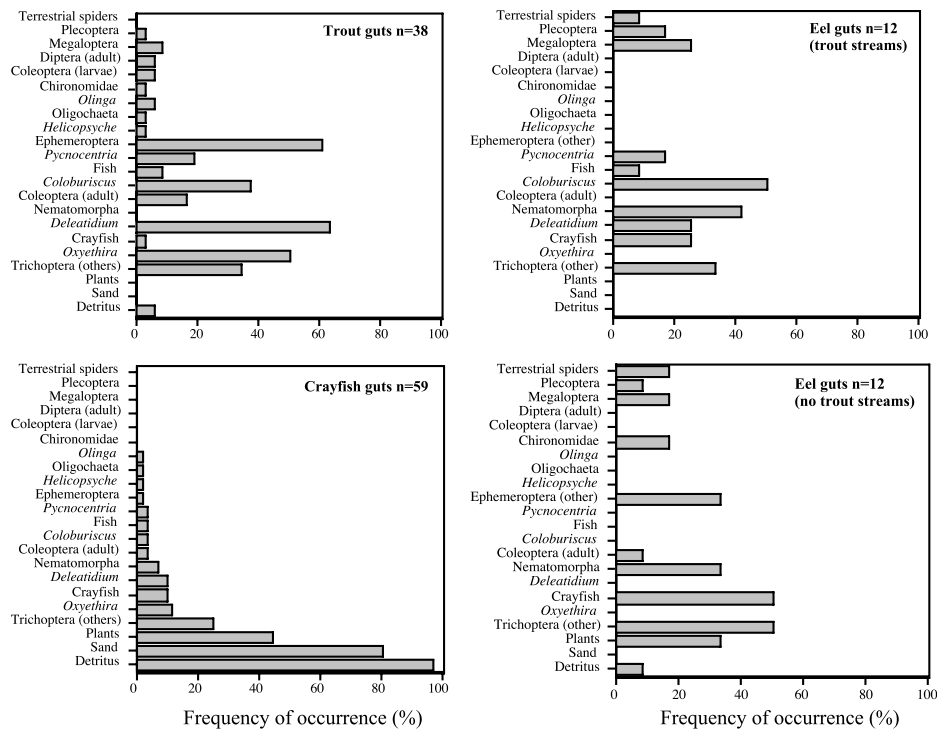 Trout guts n=38
Terrestrial spiders
Plecoptera
Megaloptera
Diptera (adult)
Coleoptera (larvae)
Chironomidae
Olinga
Oligochaeta
Helicopsyche
Ephemeroptera
Pycnocentria
Fish
Coloburiscus
Coleoptera (adult)
Nematomorpha
Deleatidium
Crayfish
Oxyethira
Trichoptera (others)
Plants
Sand
Detritus
0 20 40 60 80 100
Eel guts n=12
(trout streams)
Terrestrial spiders
Plecoptera
Megaloptera
Diptera (adult)
Coleoptera (larvae)
Chironomidae
Olinga
Oligochaeta
Helicopsyche
Ephemeroptera (other)
Pycnocentria
Fish
Coloburiscus
Coleoptera (adult)
Nematomorpha
Deleatidium
Crayfish
Oxyethira
Trichoptera (other)
Plants
Sand
Detritus
0 20 40 60 80 100
Crayfish guts n=59
Terrestrial spiders
Plecoptera
Megaloptera
Diptera (adult)
Coleoptera (larvae)
Chironomidae
Olinga
Oligochaeta
Helicopsyche
Ephemeroptera
Pycnocentria
Fish
Coloburiscus
Coleoptera (adult)
Nematomorpha
Deleatidium
Crayfish
Oxyethira
Trichoptera (others)
Plants
Sand
Detritus
0 20 40 60 80 100
Frequency of occurrence (%)
Eel guts n=12
(no trout streams)
Terrestrial spiders
Plecoptera
Megaloptera
Diptera (adult)
Coleoptera (larvae)
Chironomidae
Olinga
Oligochaeta
Helicopsyche
Ephemeroptera (other)
Pycnocentria
Fish
Coloburiscus
Coleoptera (adult)
Nematomorpha
Deleatidium
Crayfish
Oxyethira
Trichoptera (other)
Plants
Sand
Detritus
0 20 40 60 80 100
Frequency of occurrence (%)